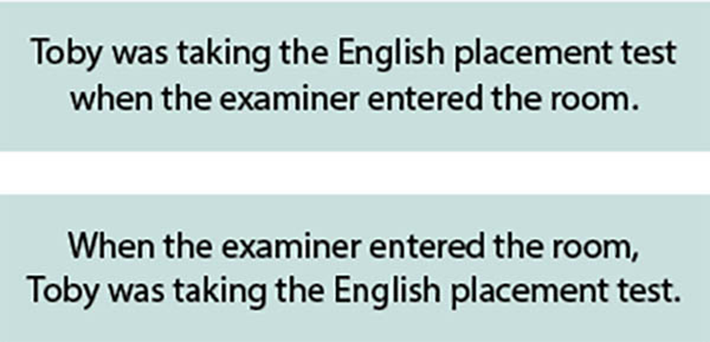 Toby was taking the English placement test
when the examiner entered the room.
When the examiner entered the room,
Toby was taking the English placement test.